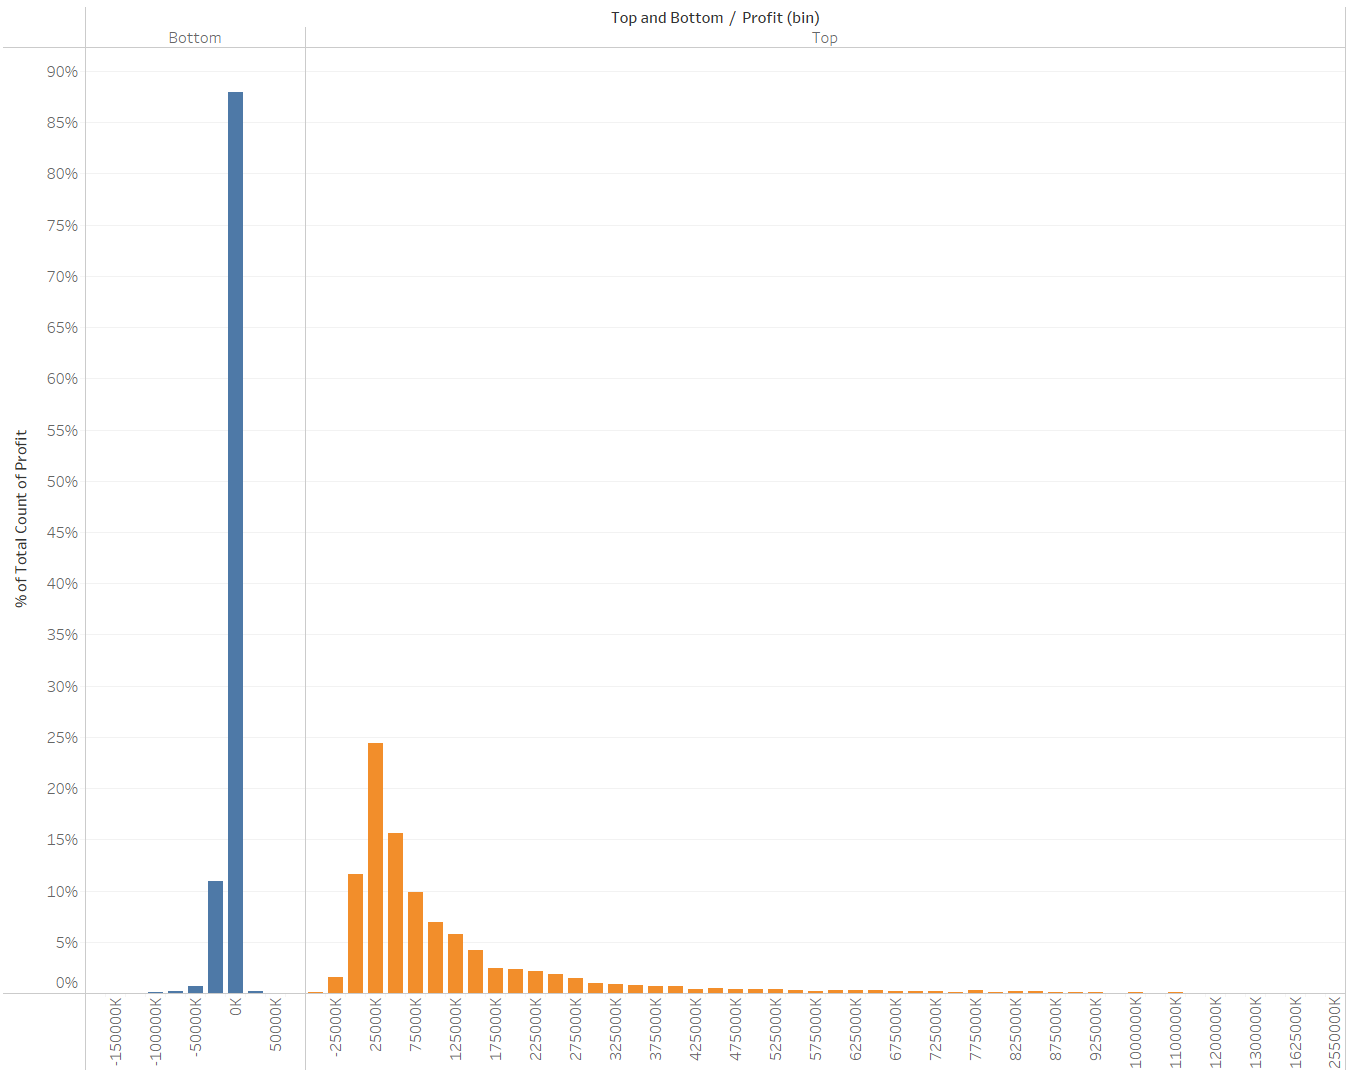 Top and Bottom / Profit (bin)
Bottom
Top
% of Total Count of Profit
90%
85%
80%
75%
70%
65%
60%
55%
50%
45%
40%
35%
30%
25%
20%
15%
10%
5%
0%
-150000K
-100000K
-50000K
0K
50000K
-25000K
25000K
75000K
125000K
175000K
225000K
275000K
325000K
375000K
425000K
475000K
525000K
575000K
625000K
675000K
725000K
775000K
825000K
875000K
925000K
1000000K
1100000K
1200000K
1300000K
1625000K
2550000K